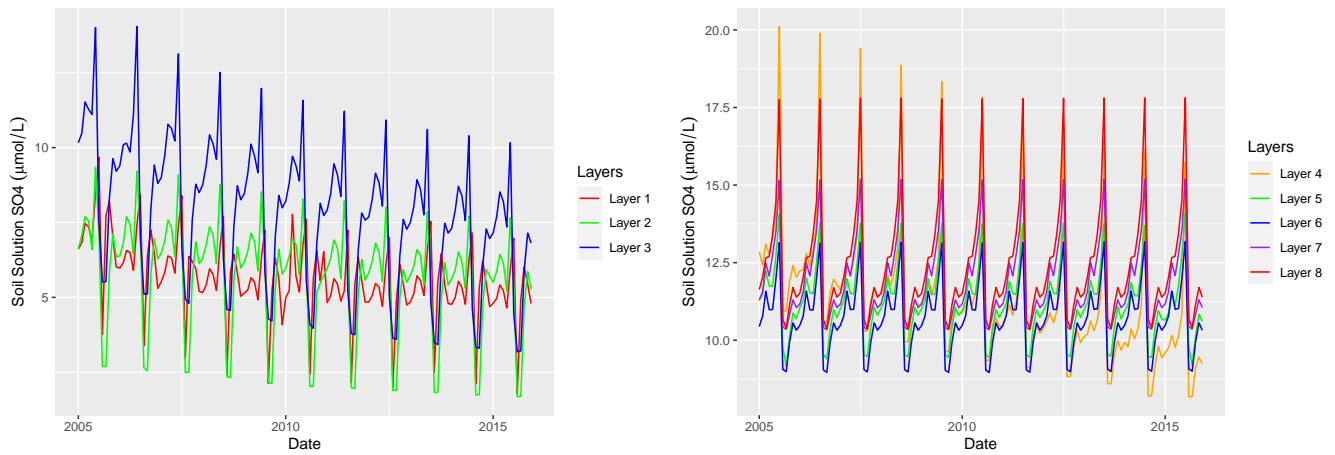 Soil Solution SO4 (μmol/L)
10
5
2005
2010
2015
Date
Layers
Layer 1
Layer 2
Layer 3
Soil Solution SO4 (μmol/L)
20.0
17.5
15.0
12.5
10.0
2005
2010
2015
Date
Layers
Layer 4
Layer 5
Layer 6
Layer 7
Layer 8